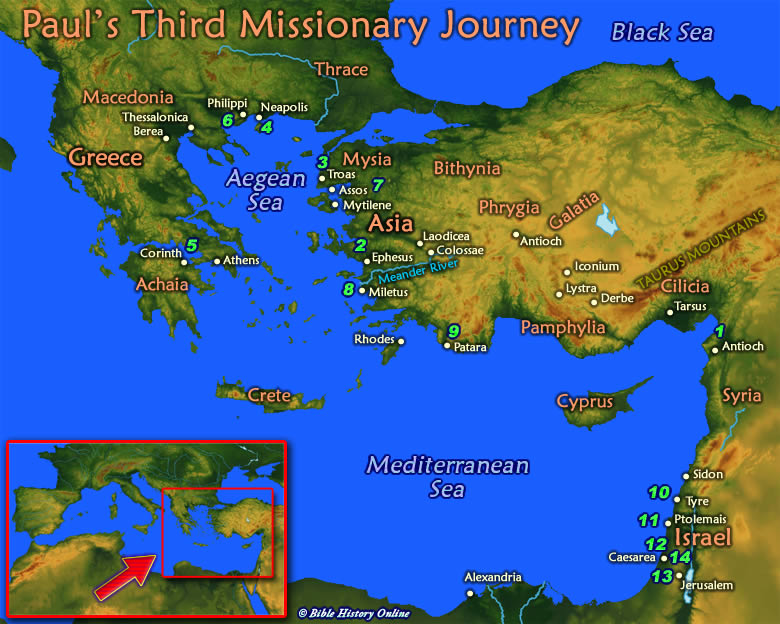 Paul's Third Missionary Journey
Black Sea
Thrace
Macedonia
Philippi
Neapolis
Thessalonica
6
4
Berea
Greece
3
Mysia
Troas
Bithynia
Aegean
Sea
Assos
7
Mytilene
Phrygia
Galatia
Asia
TAURUS MOUNTAINS
Laodicea
Antioch
5
2
Corinth
Colossae
Athens
Ephesus
Meander River
Iconium
Achaia
8
Miletus
Lystra
Derbe
Cilicia
Tarsus
9
Pamphylia
1
Rhodes
Patara
Antioch
Crete
Cyprus
Syria
Mediterranean
Sea
Sidon
10
Tyre
11
Ptolemais
Israel
12
Caesarea
14
13
Jerusalem
Alexandria
© Bible History Online